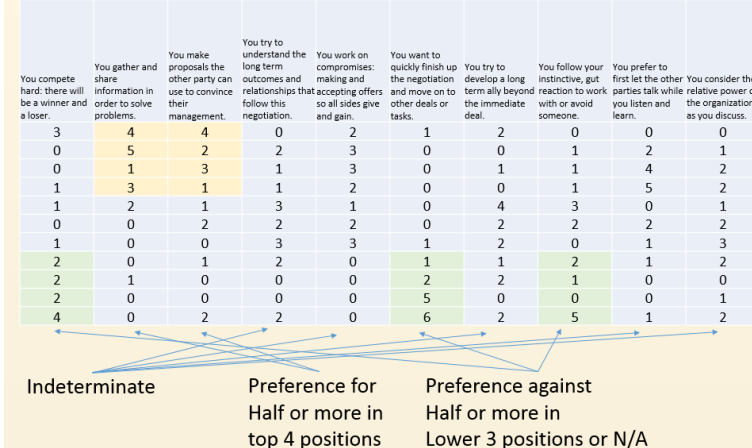 You compete hard: there will be a winner and a loser.
You gather and share information in order to solve problems.
You make proposals the other party can use to convince their management.
You try to understand the long term outcomes and relationships that follow this negotiation.
You work on compromises: making and accepting offers so all sides give and gain.
You want to quickly finish up the negotiation and move on to other deals or tasks.
You try to develop a long term ally beyond the immediate deal.
You follow your instinctive, gut reaction to work with or avoid someone.
You prefer to first let the other parties talk while you listen and learn.
You consider the relative power o the organization as you discuss.
3 4 4 0 2 1 2 0 0 0
0 5 2 2 3 0 0 1 2 1
0 1 3 1 3 0 1 1 4 2
1 3 1 1 2 0 0 1 5 2
1 2 1 3 1 0 4 3 0 1
0 0 2 2 2 0 2 2 2 2
1 0 0 3 3 1 2 0 1 3
2 0 1 2 0 1 1 2 1 2
2 1 0 0 0 2 2 1 0 0
2 0 0 0 0 5 0 0 0 1
4 0 2 2 0 6 2 5 1 2
Indeterminate
Preference for
Half or more in
top 4 positions
Preference against
Half or more in
Lower 3 positions or N/A